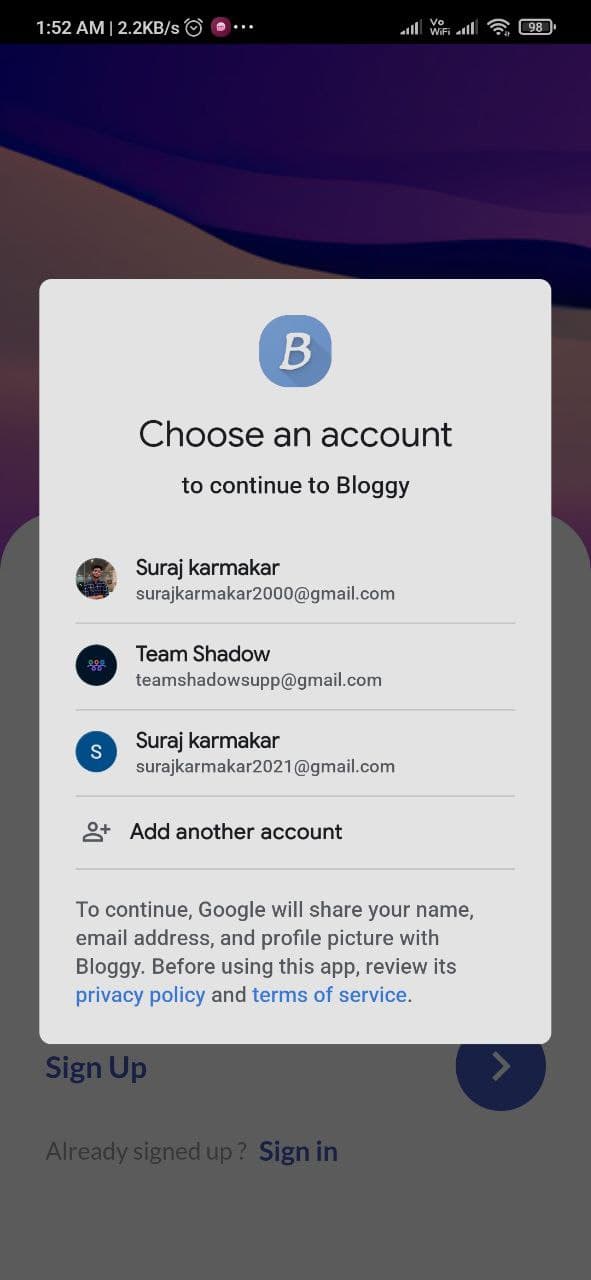 1:52 AM | 2.2KB/s ... Vo WiFi 98
B
Choose an account
to continue to Bloggy
Suraj karmakar
surajkarmakar2000@gmail.com
Team Shadow
teamshadowsupp@gmail.com
S
Suraj karmakar
surajkarmakar2021@gmail.com
Add another account
To continue, Google will share your name,
email address, and profile picture with
Bloggy. Before using this app, review its
privacy policy and terms of service.
Sign Up
Already signed up ? Sign in